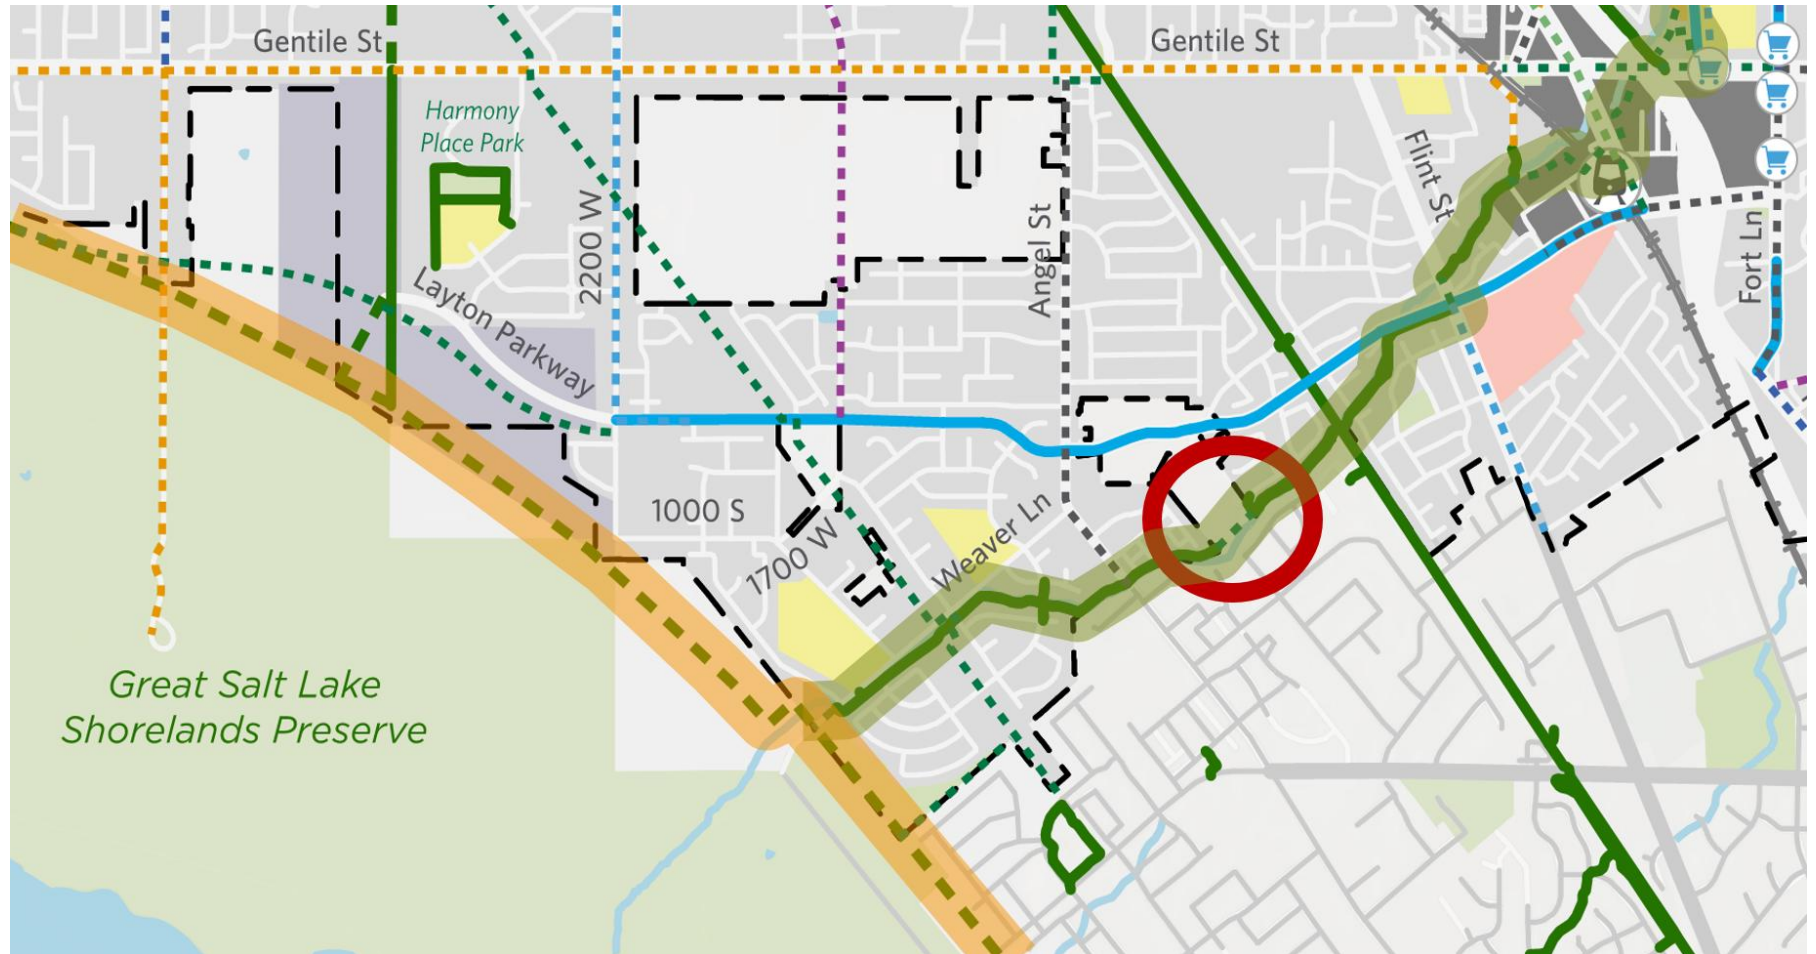 Gentile St
Gentile St
Harmony
Place Park
Flint St
2200 W
Angel St
Fort Ln
Layton Parkway
1000 S
1700 W
Weaver Ln
Great Salt Lake
Shorelands Preserve